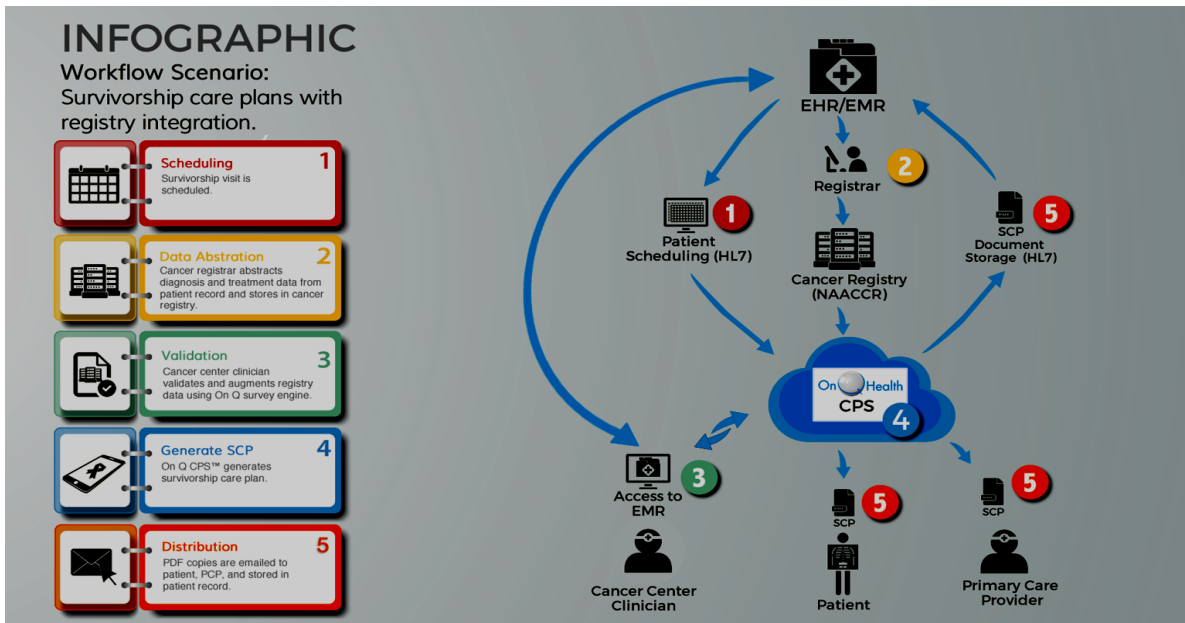 INFOGRAPHIC
Workflow Scenario:
Survivorship care plans with
registry integration.
Scheduling 1
Survivorship visit is
scheduled.
Data Abstration 2
Cancer registrar abstracts
diagnosis and treatment data from
patient record and stores in cancer
registry.
Validation 3
Cancer center clinician
validates and augments registry
data using On Q survey engine.
Generate SCP 4
On Q CPS™ generates
survivorship care plan.
Distribution 5
PDF copies are emailed to
patient, PCP, and stored in
patient record.
EHR/EMR
Registrar
2
Patient
Scheduling (HL7)
1
Cancer Registry
(NAACCR)
SCP
Document
Storage (HL7)
5
On Q Health
CPS
4
Access to
EMR
3
Cancer Center
Clinician
SCP
5
Patient
SCP
5
Primary Care
Provider